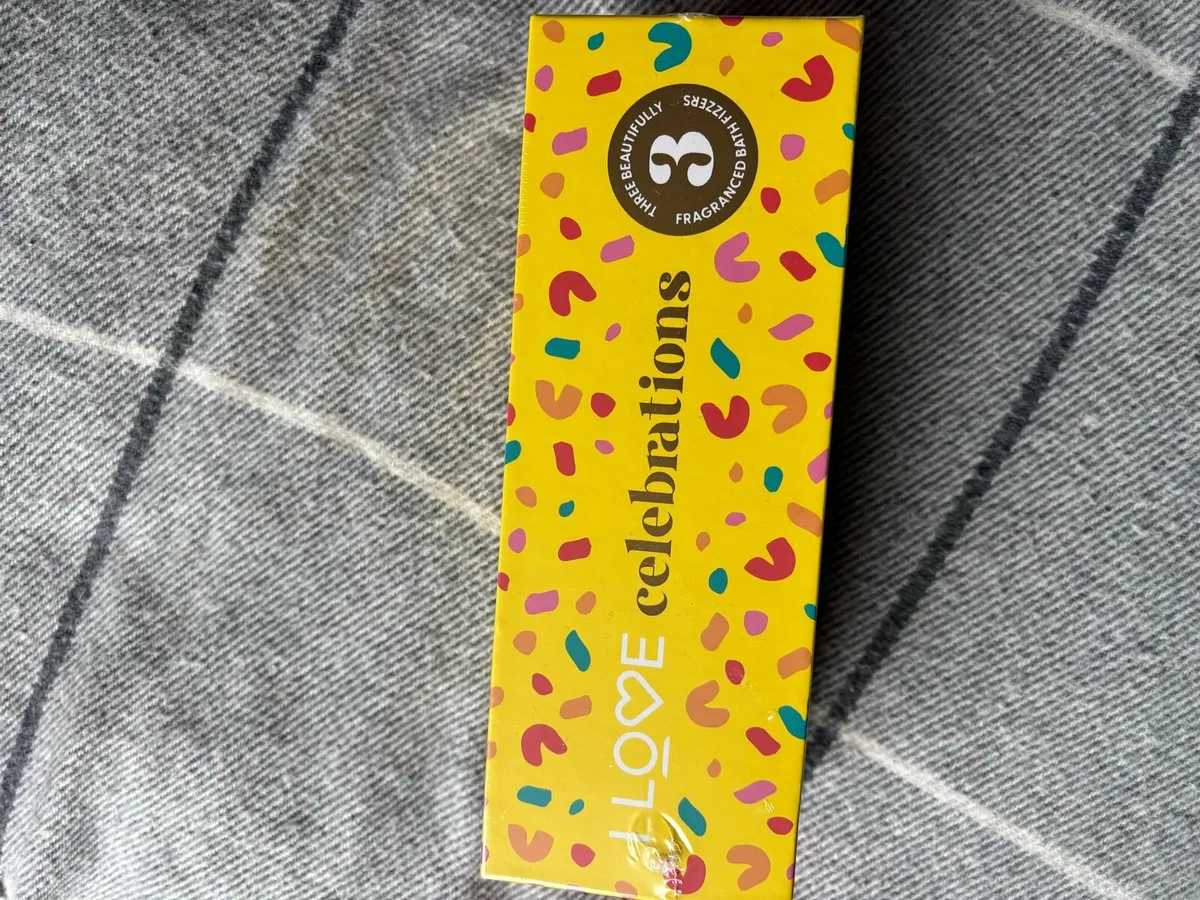 I LOVE celebrations
THREE BEAUTIFULLY
3
FRAGRANCED BATH FIZZERS